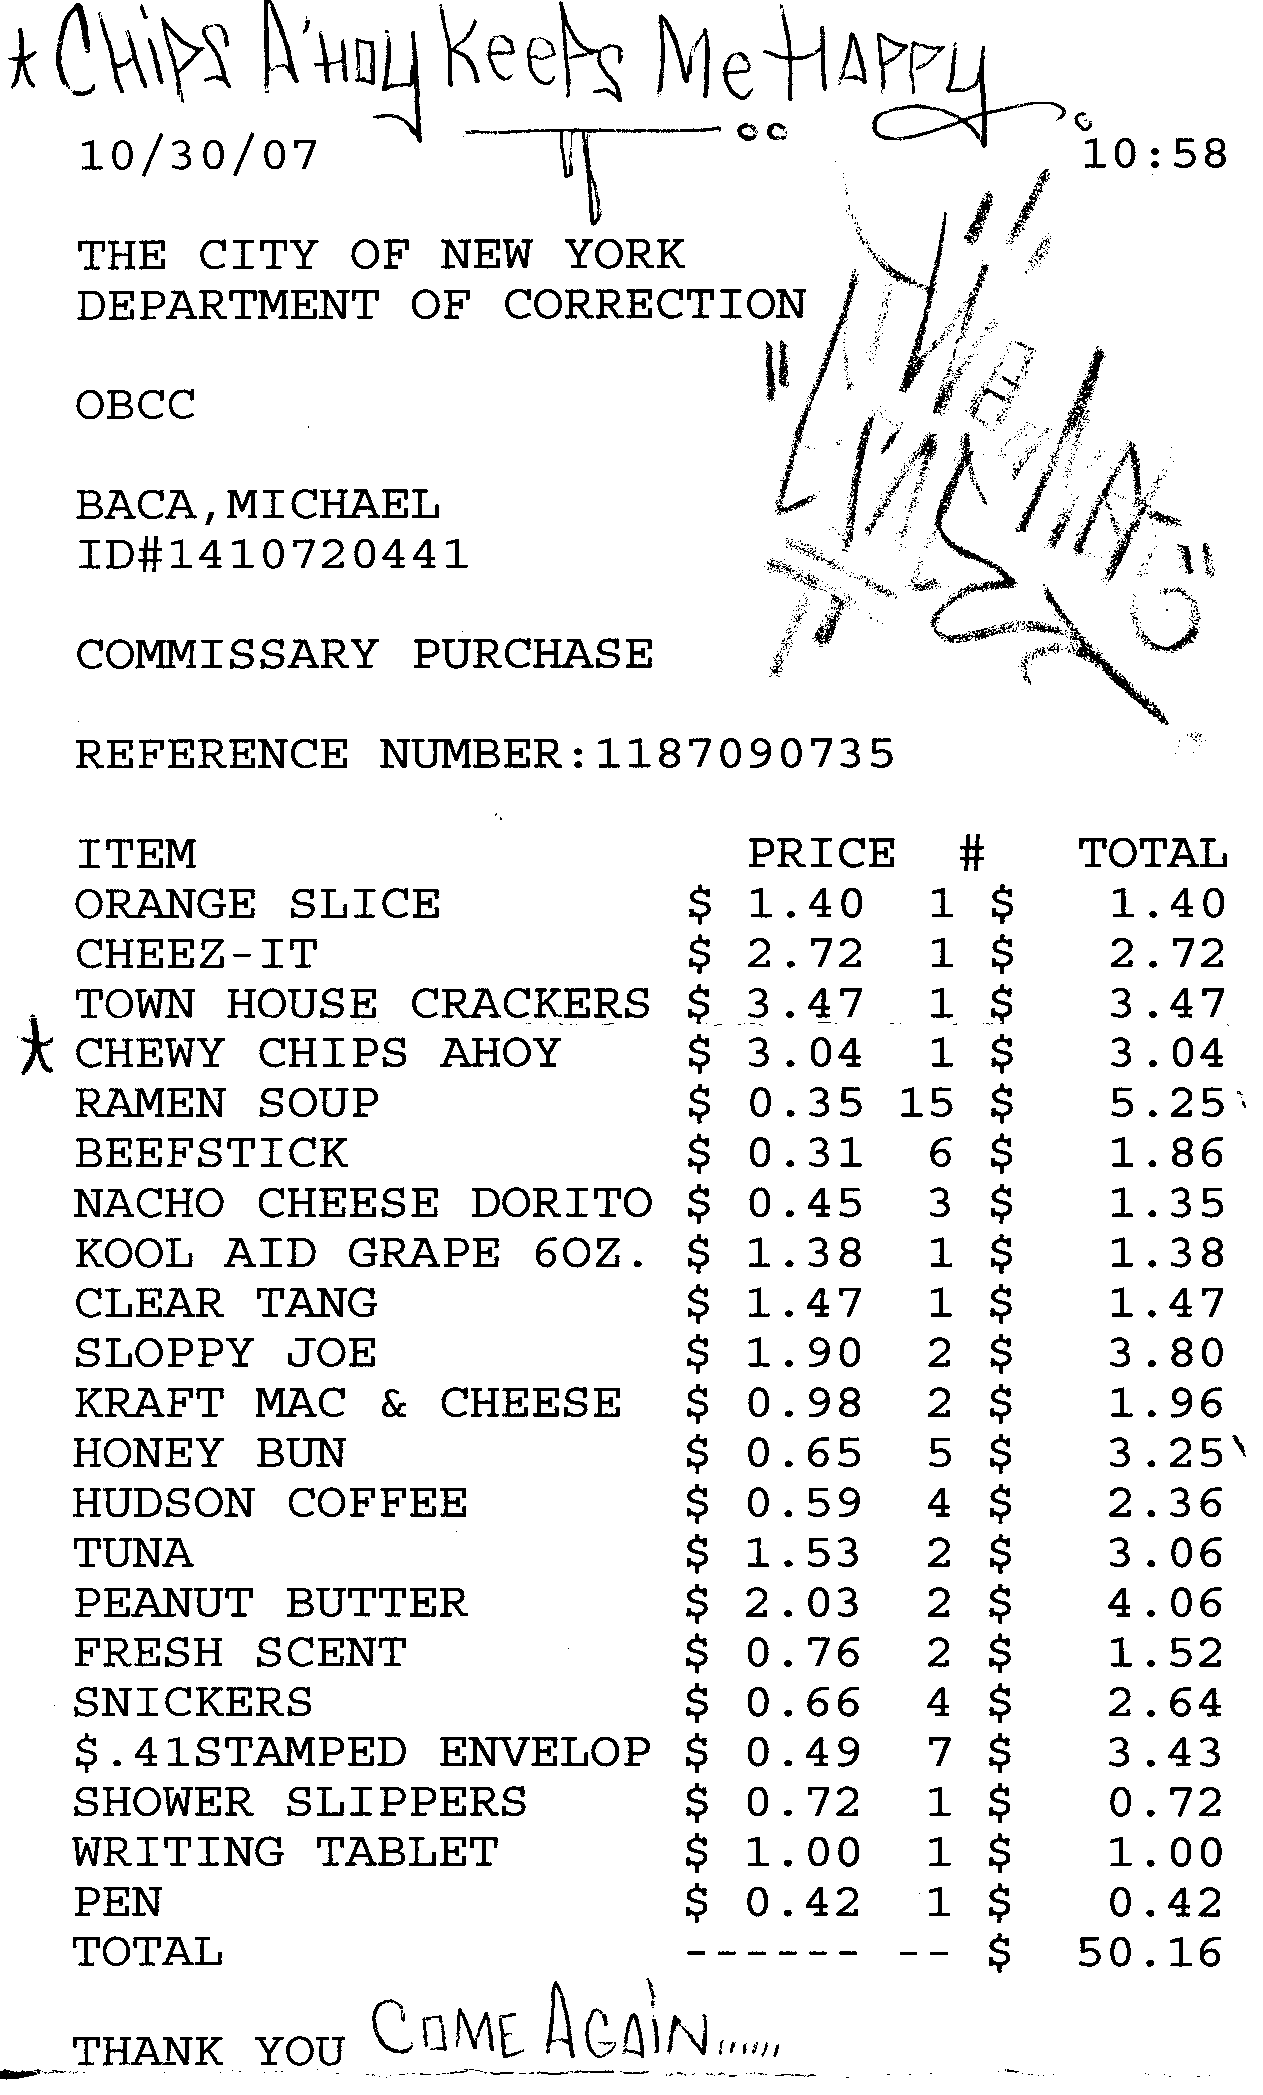 * CHiPS A'HOY KeePS Me HAPPY
10/30/07 10:58
THE CITY OF NEW YORK
DEPARTMENT OF CORRECTION
OBCC
BACA,MICHAEL
ID#1410720441
COMMISSARY PURCHASE
REFERENCE NUMBER:1187090735
ITEM PRICE # TOTAL
ORANGE SLICE $ 1.40 1 $ 1.40
CHEEZ-IT $ 2.72 1 $ 2.72
TOWN HOUSE CRACKERS $ 3.47 1 $ 3.47
* CHEWY CHIPS AHOY $ 3.04 1 $ 3.04
RAMEN SOUP $ 0.35 15 $ 5.25
BEEFSTICK $ 0.31 6 $ 1.86
NACHO CHEESE DORITO $ 0.45 3 $ 1.35
KOOL AID GRAPE 6OZ. $ 1.38 1 $ 1.38
CLEAR TANG $ 1.47 1 $ 1.47
SLOPPY JOE $ 1.90 2 $ 3.80
KRAFT MAC & CHEESE $ 0.98 2 $ 1.96
HONEY BUN $ 0.65 5 $ 3.25
HUDSON COFFEE $ 0.59 4 $ 2.36
TUNA $ 1.53 2 $ 3.06
PEANUT BUTTER $ 2.03 2 $ 4.06
FRESH SCENT $ 0.76 2 $ 1.52
SNICKERS $ 0.66 4 $ 2.64
$.41STAMPED ENVELOP $ 0.49 7 $ 3.43
SHOWER SLIPPERS $ 0.72 1 $ 0.72
WRITING TABLET $ 1.00 1 $ 1.00
PEN $ 0.42 1 $ 0.42
TOTAL ------ -- $ 50.16
THANK YOU COME AGAiN......